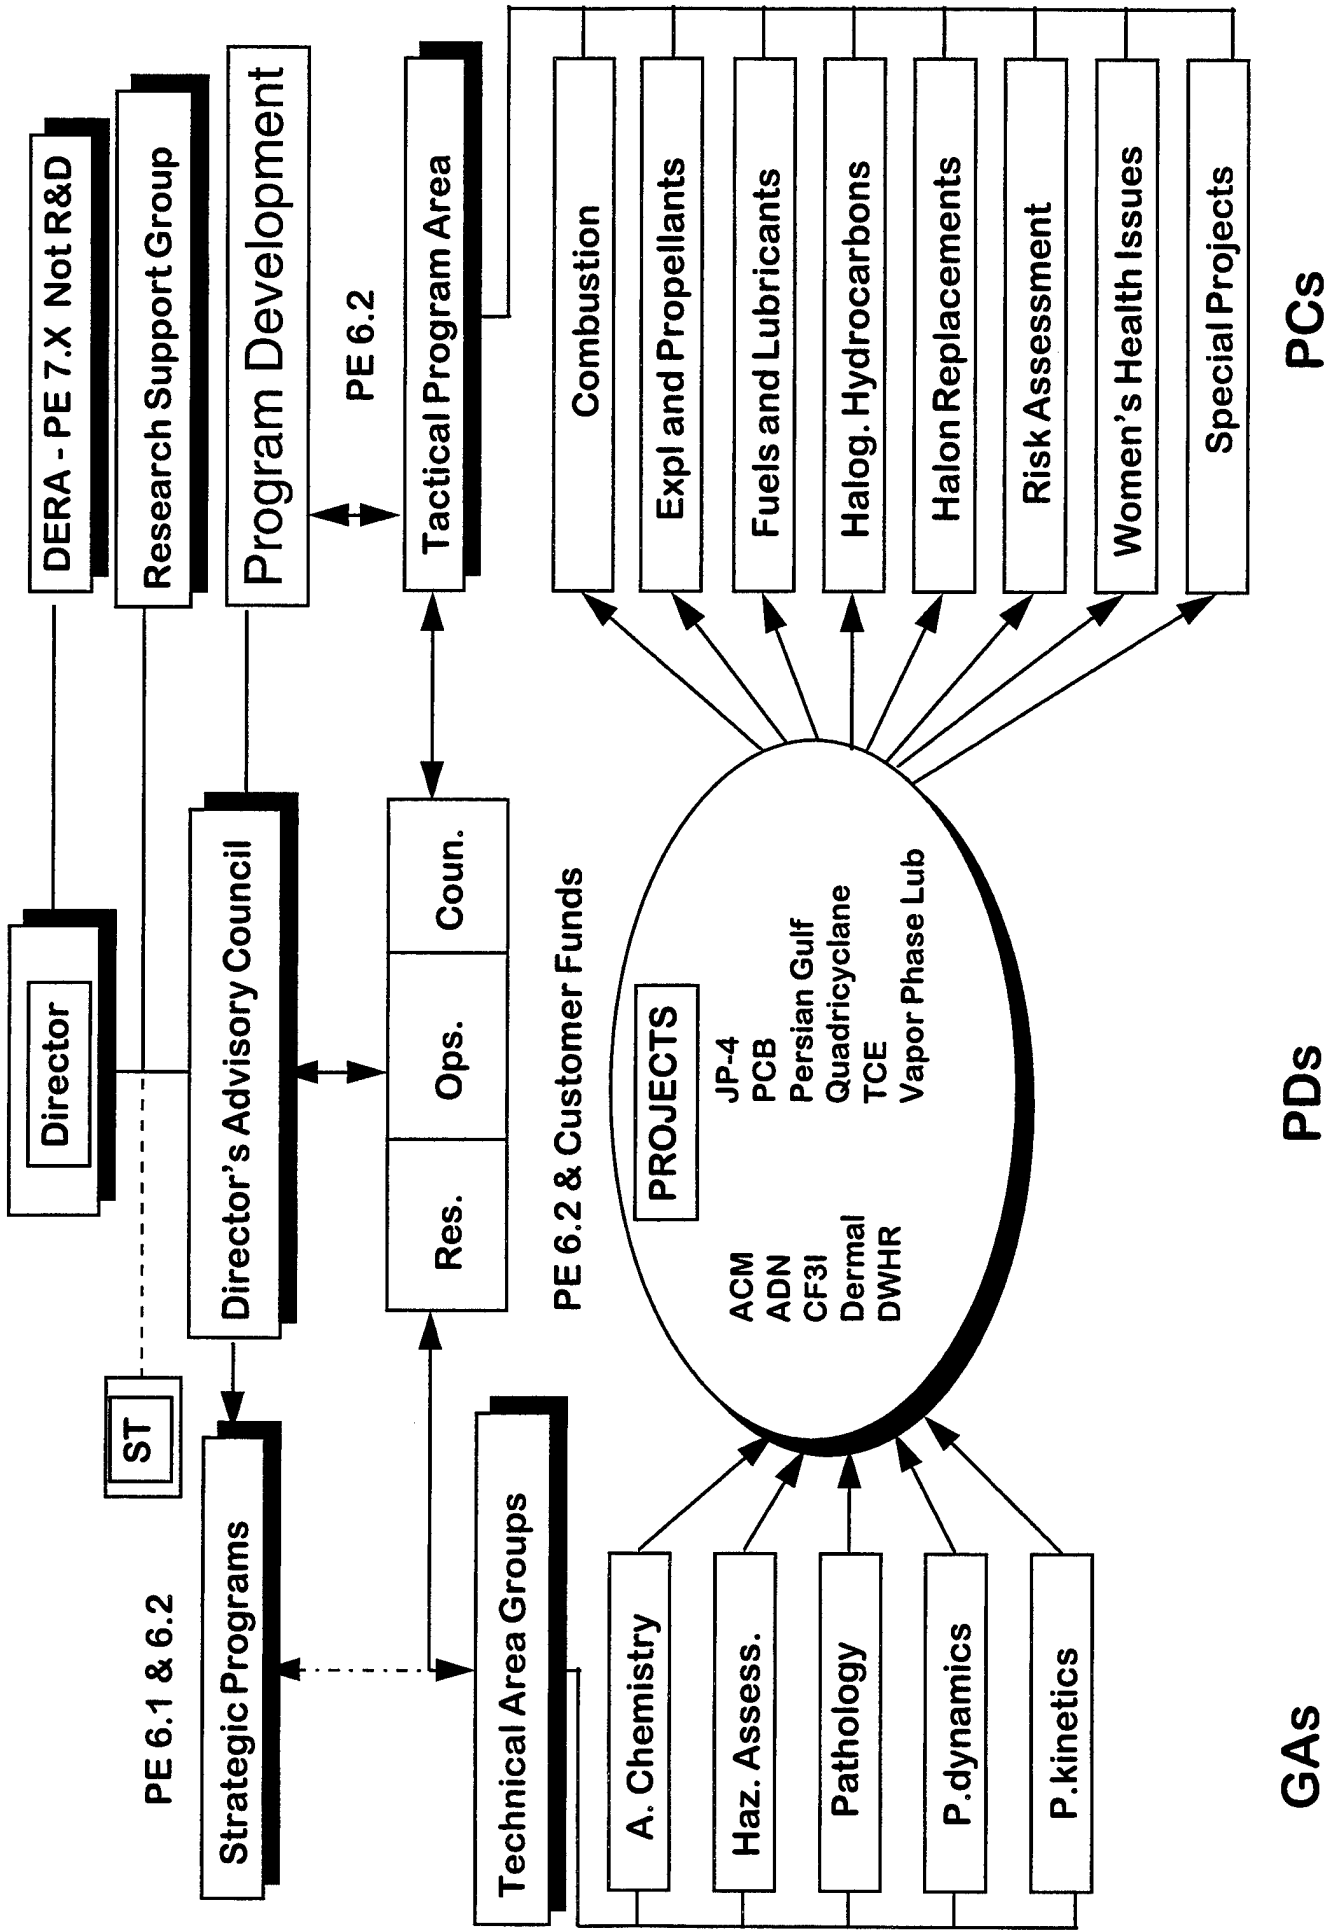 Director
DERA - PE 7.X Not R&D
ST
Research Support Group
PE 6.1 & 6.2
Strategic Programs
Director's Advisory Council
Program Development
PE 6.2
Res.
Ops.
Coun.
Tactical Program Area
Technical Area Groups
PE 6.2 & Customer Funds
A. Chemistry
Haz. Assess.
Pathology
P.dynamics
P.kinetics
PROJECTS
ACM
ADN
CF3I
Dermal
DWHR
JP-4
PCB
Persian Gulf
Quadricyclane
TCE
Vapor Phase Lub
Combustion
Expl and Propellants
Fuels and Lubricants
Halog. Hydrocarbons
Halon Replacements
Risk Assessment
Women's Health Issues
Special Projects
GAs
PDs
PCs